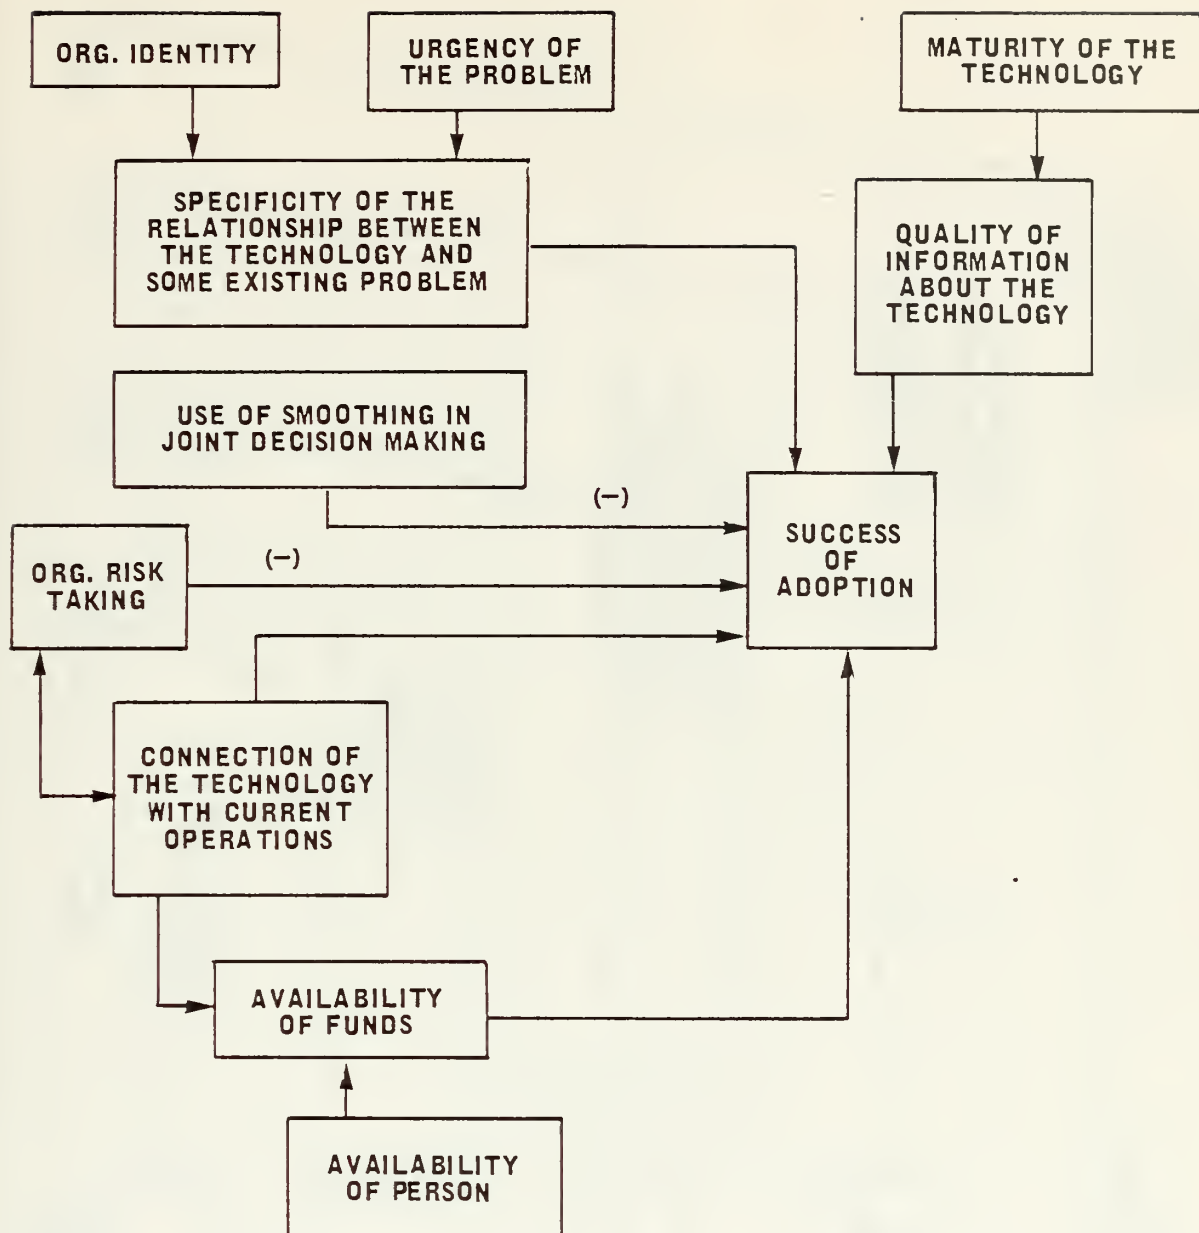 ORG. IDENTITY
URGENCY OF
THE PROBLEM
MATURITY OF THE
TECHNOLOGY
SPECIFICITY OF THE
RELATIONSHIP BETWEEN
THE TECHNOLOGY AND
SOME EXISTING PROBLEM
QUALITY OF
INFORMATION
ABOUT THE
TECHNOLOGY
USE OF SMOOTHING IN
JOINT DECISION MAKING
(-)
SUCCESS
OF
ADOPTION
(-)
ORG. RISK
TAKING
CONNECTION OF
THE TECHNOLOGY
WITH CURRENT
OPERATIONS
AVAILABILITY
OF FUNDS
AVAILABILITY
OF PERSON